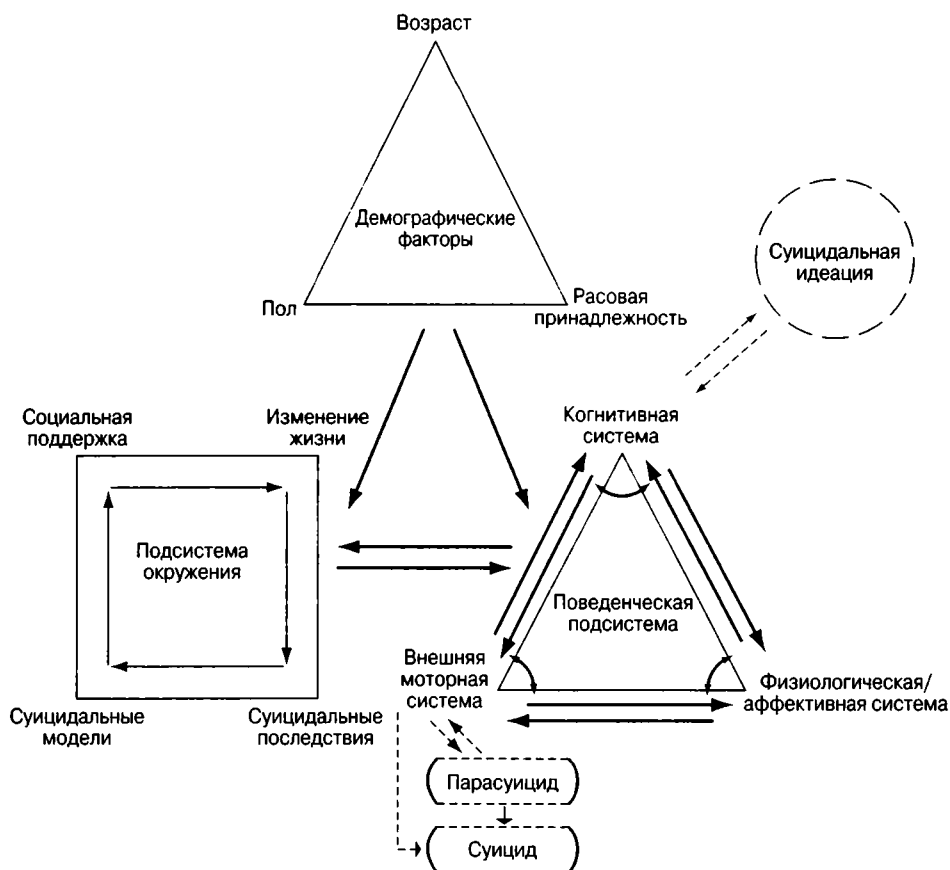 Возраст
Демографические
факторы
Пол
Расовая
принадлежность
Суицидальная
идеация
Социальная
поддержка
Изменение
жизни
Когнитивная
система
Подсистема
окружения
Поведенческая
подсистема
Внешняя
моторная
система
Физиологическая/
аффективная система
Суицидальные
модели
Суицидальные
последствия
Парасуицид
Суицид